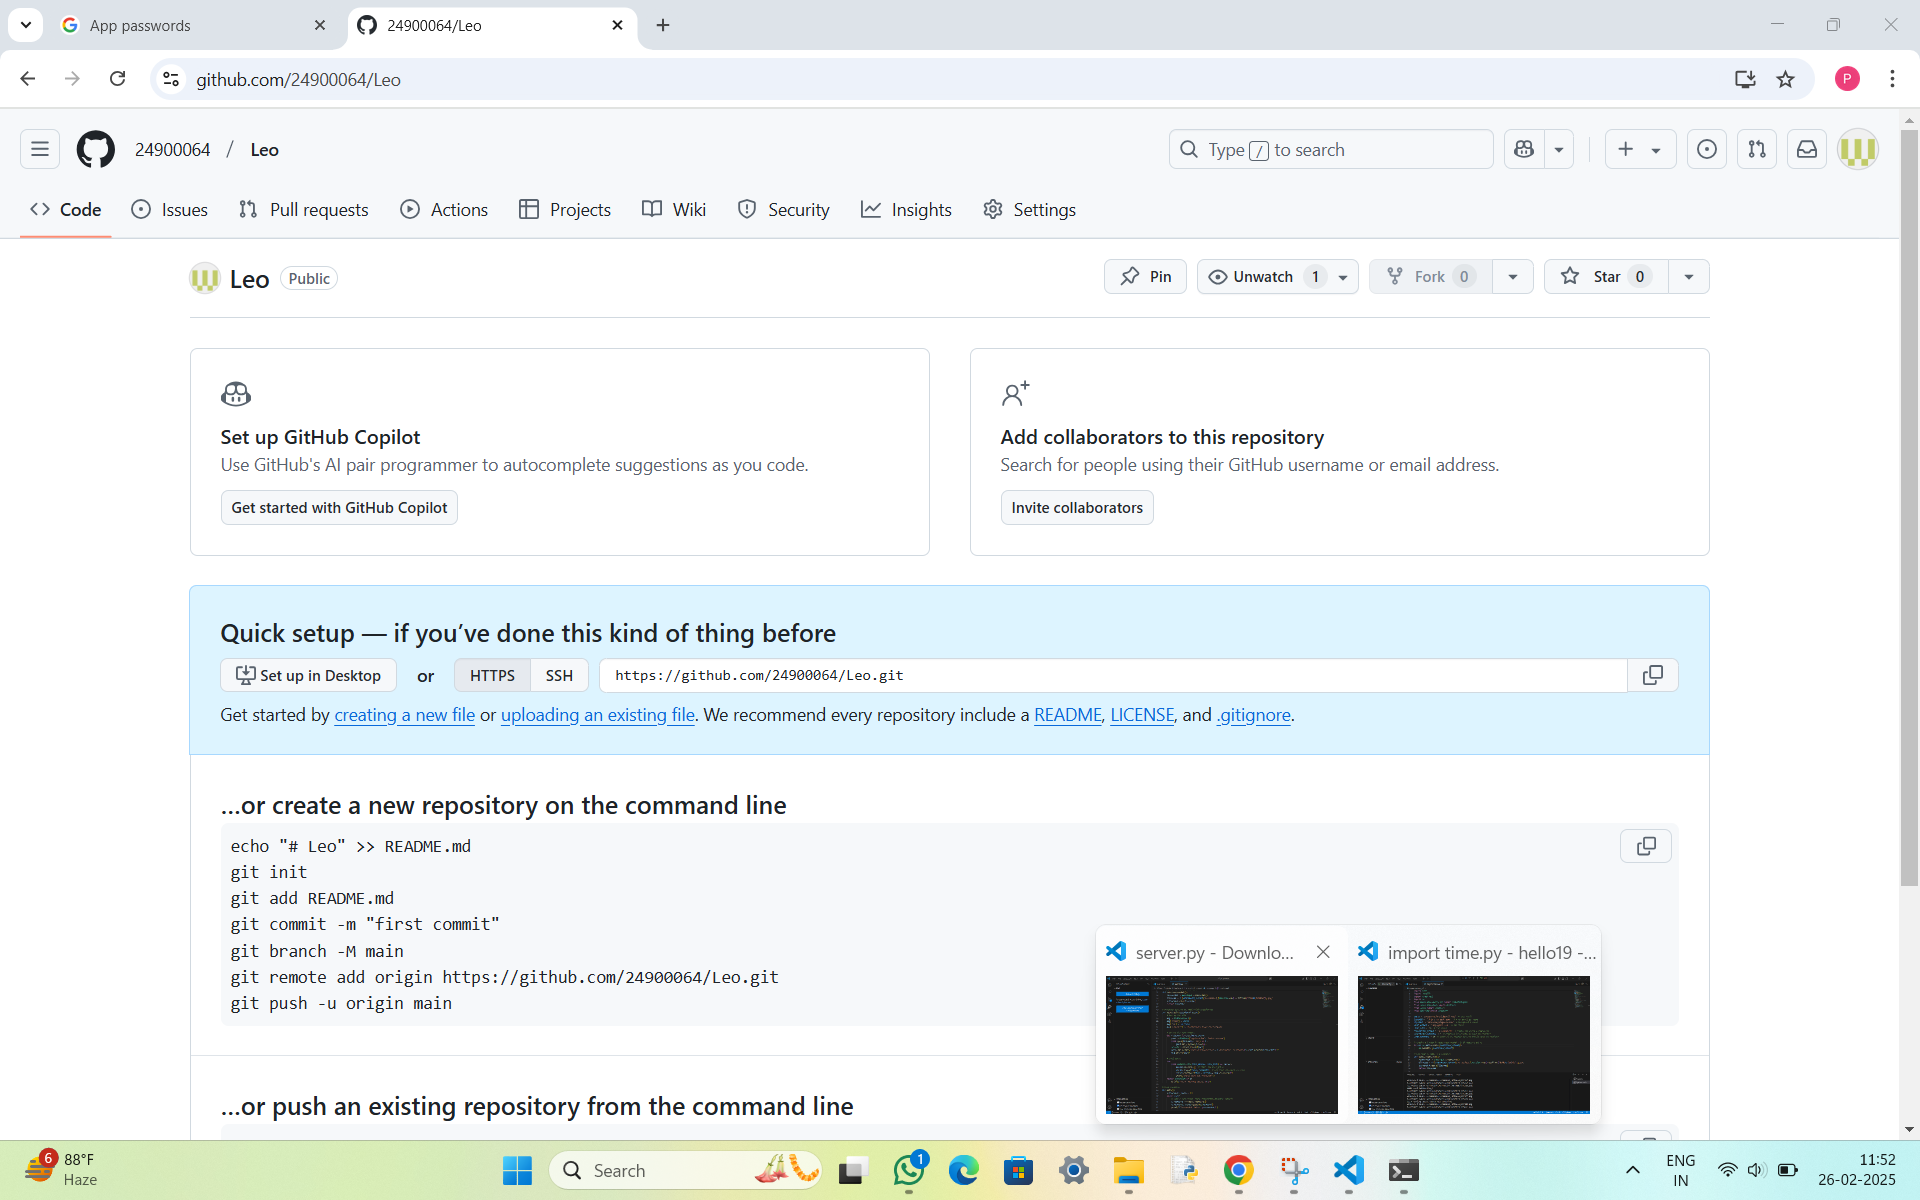 App passwords
24900064/Leo
github.com/24900064/Leo
P
24900064 / Leo
Type / to search
Code
Issues
Pull requests
Actions
Projects
Wiki
Security
Insights
Settings
Leo
Public
Pin
Unwatch 1
Fork 0
Star 0
Set up GitHub Copilot
Use GitHub's AI pair programmer to autocomplete suggestions as you code.
Get started with GitHub Copilot
Add collaborators to this repository
Search for people using their GitHub username or email address.
Invite collaborators
Quick setup — if you’ve done this kind of thing before
Set up in Desktop
or
HTTPS
SSH
https://github.com/24900064/Leo.git
Get started by creating a new file or uploading an existing file. We recommend every repository include a README, LICENSE, and .gitignore.
…or create a new repository on the command line
echo "# Leo" >> README.md
git init
git add README.md
git commit -m "first commit"
git branch -M main
git remote add origin https://github.com/24900064/Leo.git
git push -u origin main
server.py - Downlo...
import time.py - hello19 -...
…or push an existing repository from the command line
6
88°F
Haze
Search
1
ENG
IN
11:52
26-02-2025